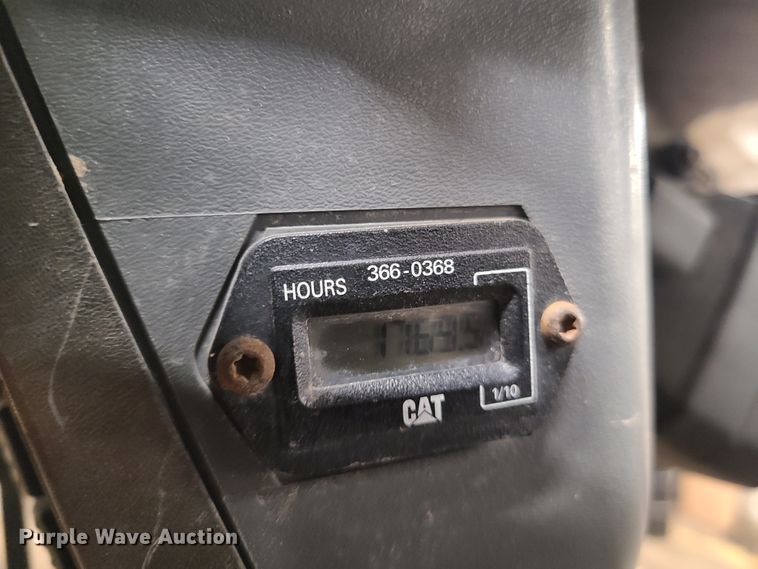 366-0368
HOURS
1/10
CAT
Purple Wave Auction